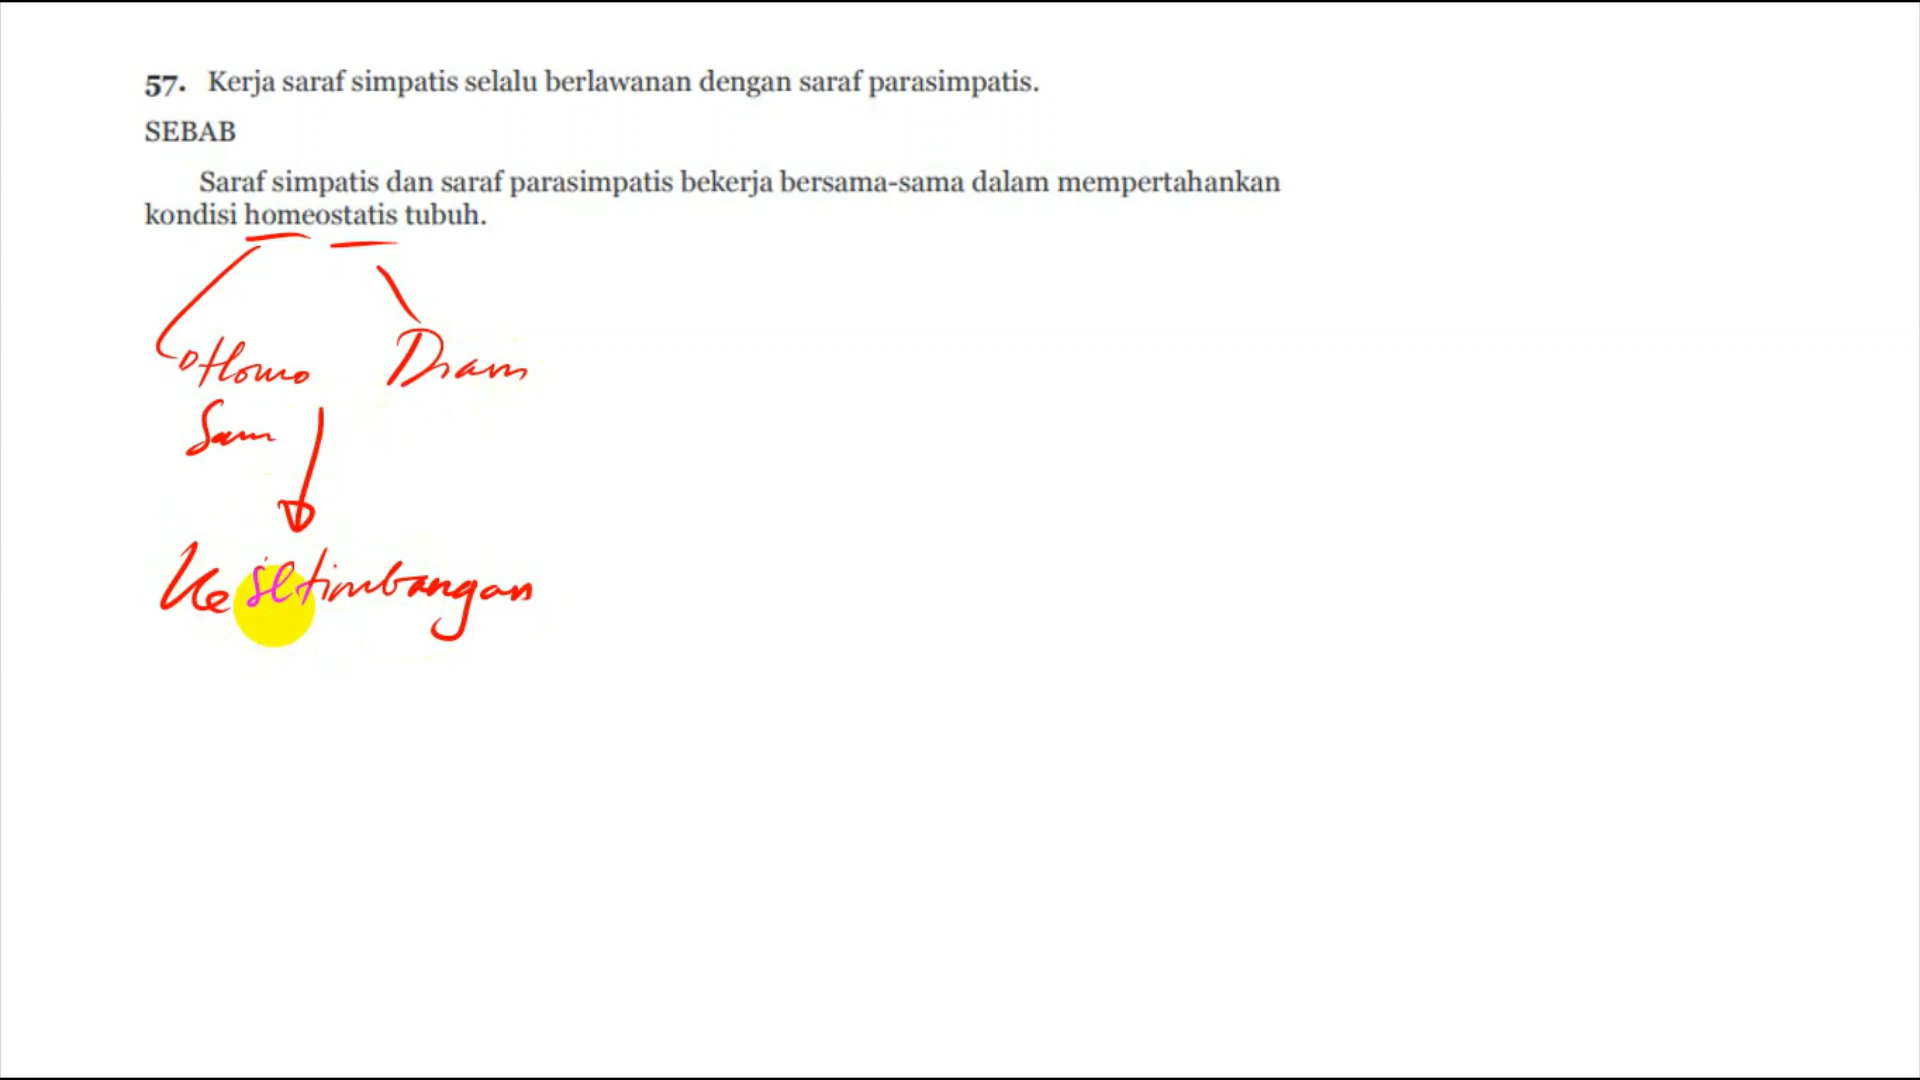 57. Kerja saraf simpatis selalu berlawanan dengan saraf parasimpatis.
SEBAB
Saraf simpatis dan saraf parasimpatis bekerja bersama-sama dalam mempertahankan
kondisi homeostatis tubuh.
Homo Diam
Sam
Kesetimbangan